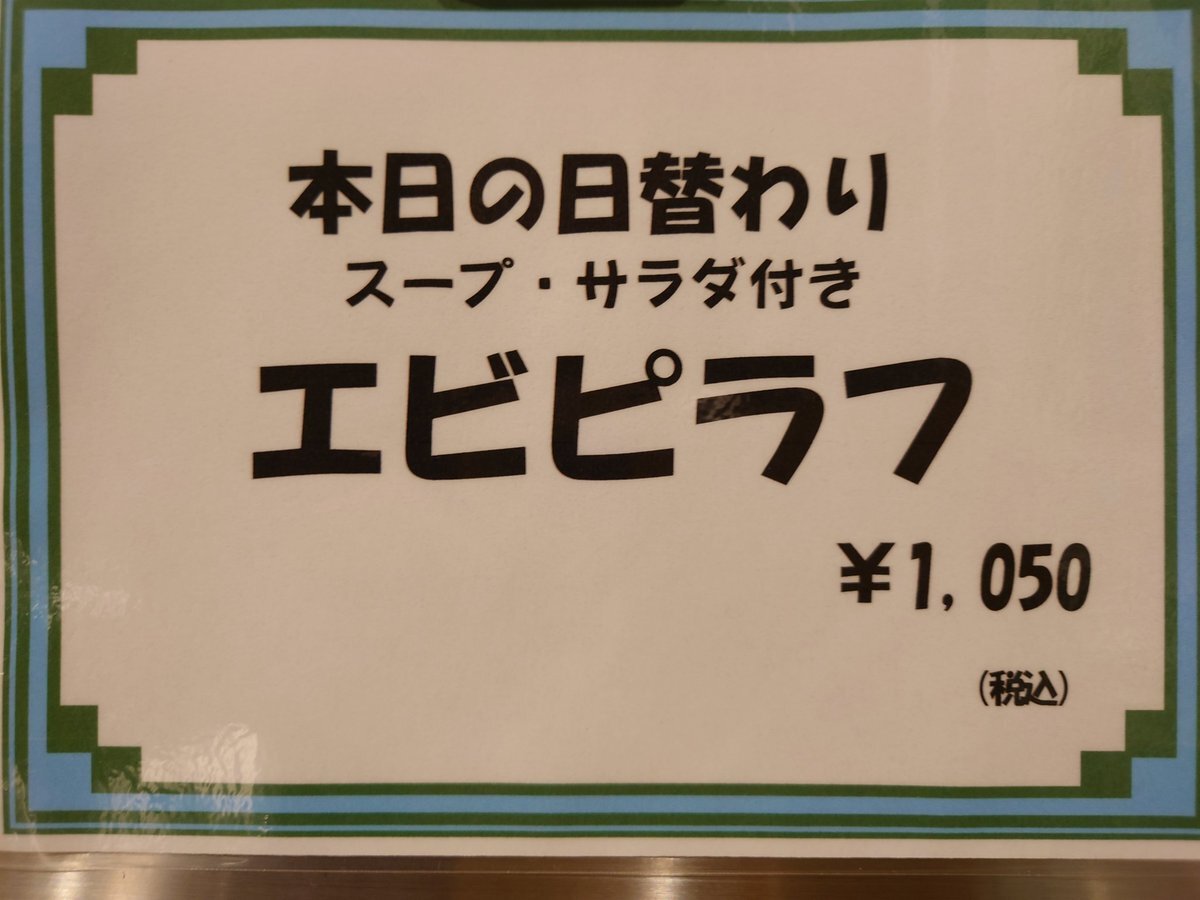 本日の日替わり
スープ・サラダ付き
エビピラフ
￥1,050
(税込)